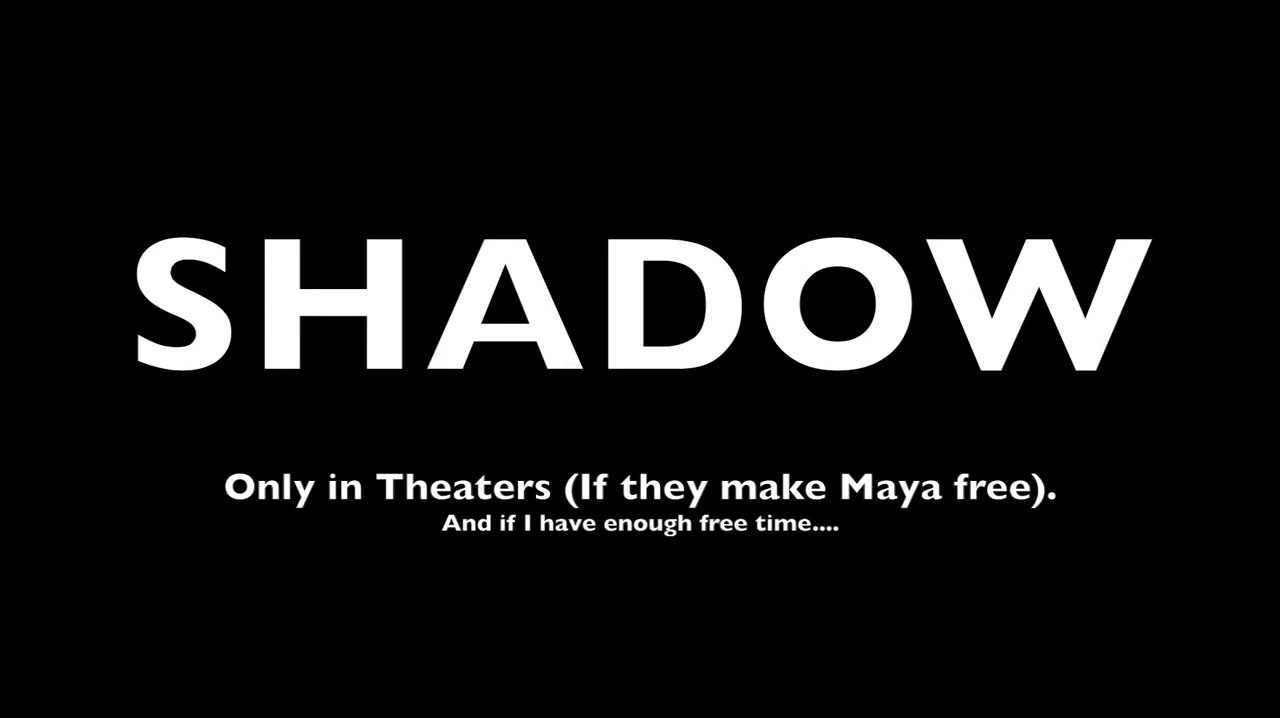 SHADOW
Only in Theaters (If they make Maya free).
And if I have enough free time....